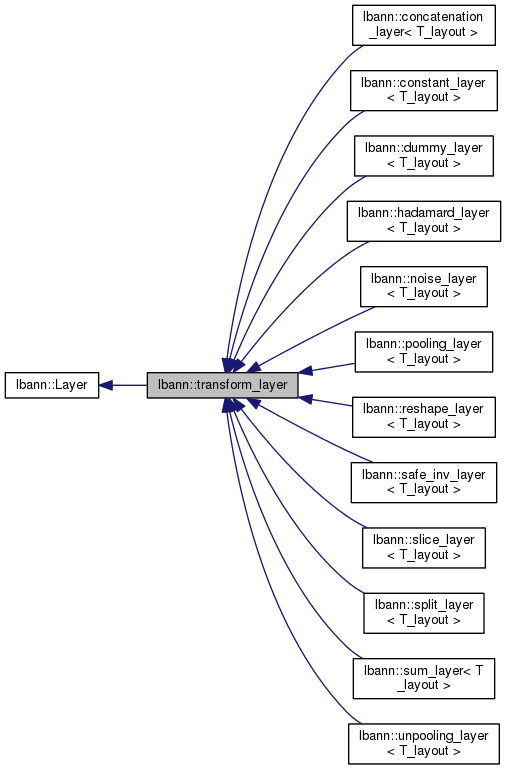 lbann::concatenation
_layer< T_layout >
lbann::constant_layer
< T_layout >
lbann::dummy_layer
< T_layout >
lbann::hadamard_layer
< T_layout >
lbann::noise_layer
< T_layout >
lbann::pooling_layer
< T_layout >
lbann::Layer
lbann::transform_layer
lbann::reshape_layer
< T_layout >
lbann::safe_inv_layer
< T_layout >
lbann::slice_layer
< T_layout >
lbann::split_layer
< T_layout >
lbann::sum_layer< T
_layout >
lbann::unpooling_layer
< T_layout >